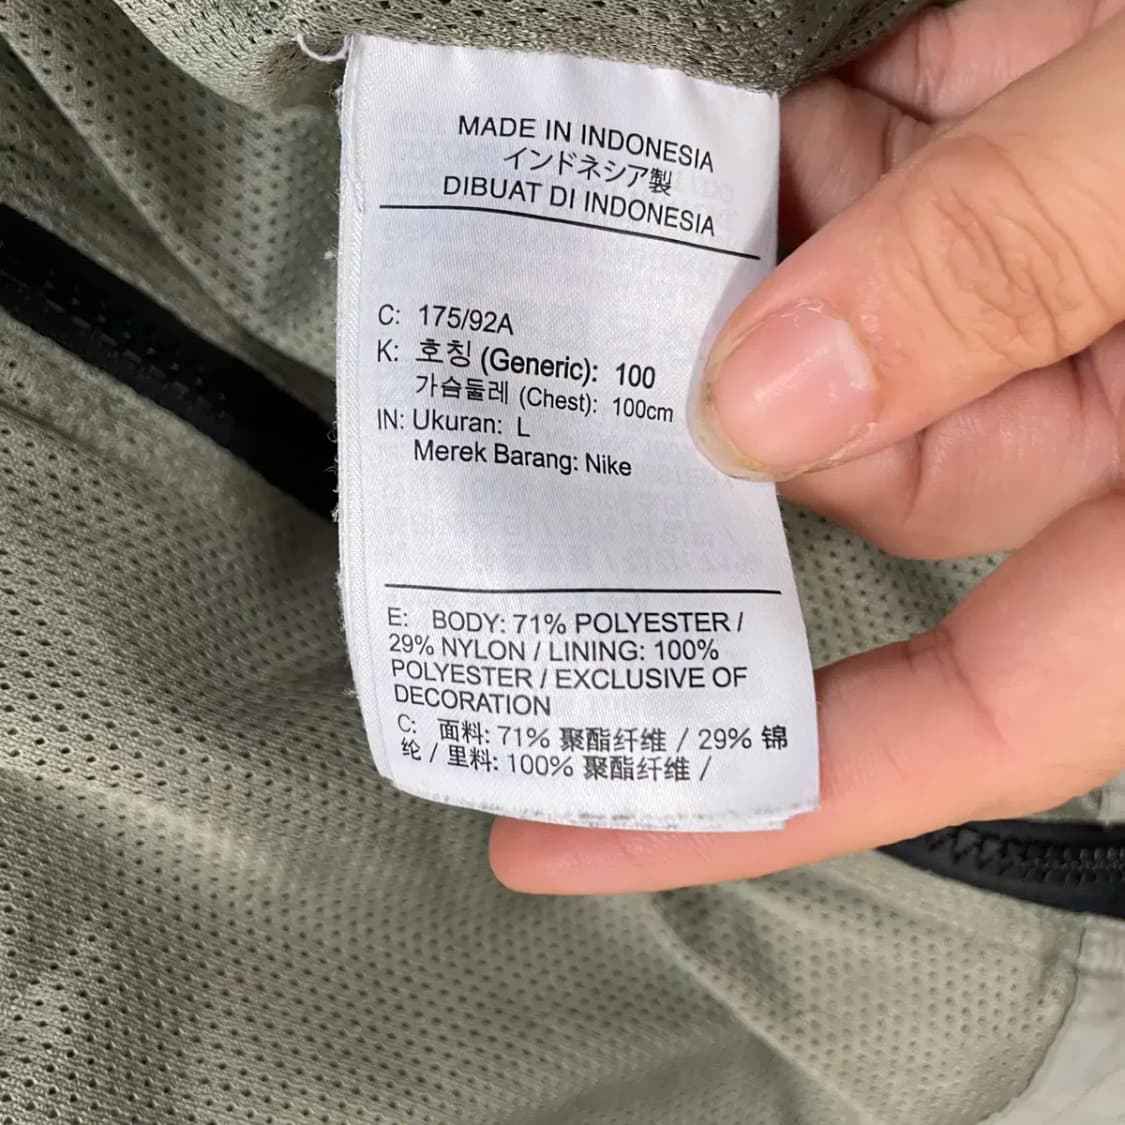 MADE IN INDONESIA
インドネシア製
DIBUAT DI INDONESIA
C: 175/92A
K: 호칭 (Generic): 100
가슴둘레 (Chest): 100cm
IN: Ukuran: L
Merek Barang: Nike
E: BODY: 71% POLYESTER /
29% NYLON / LINING: 100%
POLYESTER / EXCLUSIVE OF
DECORATION
C: 面料: 71% 聚酯纤维 / 29% 锦
纶 / 里料: 100% 聚酯纤维 /